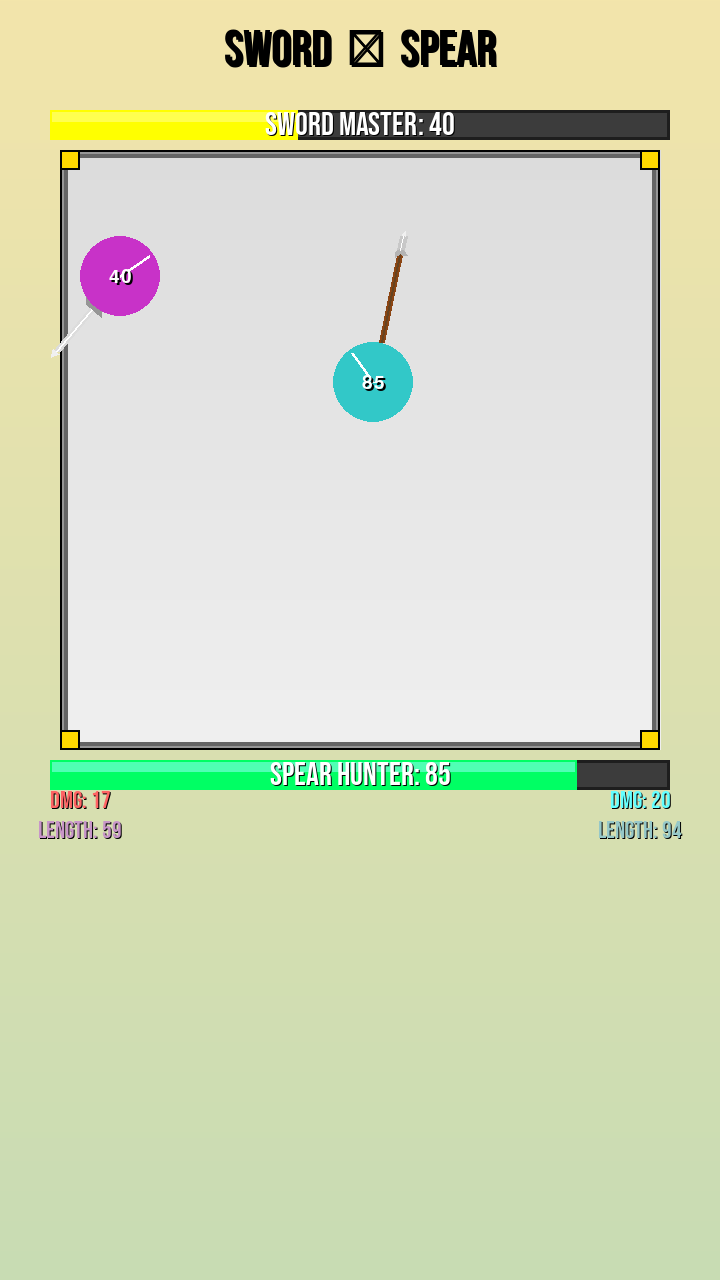 SWORD ☒ SPEAR
SWORD MASTER: 40
40
85
SPEAR HUNTER: 85
DMG: 17
DMG: 20
LENGTH: 59
LENGTH: 94